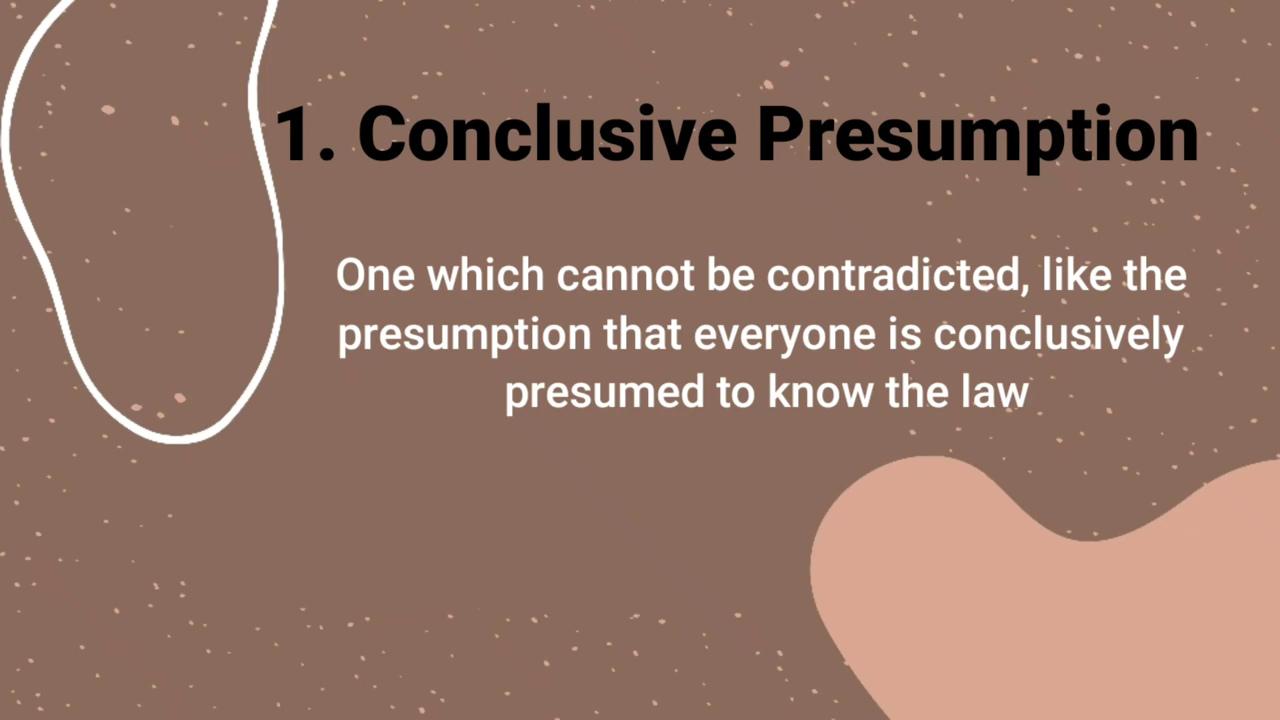 1. Conclusive Presumption
One which cannot be contradicted, like the
presumption that everyone is conclusively
presumed to know the law